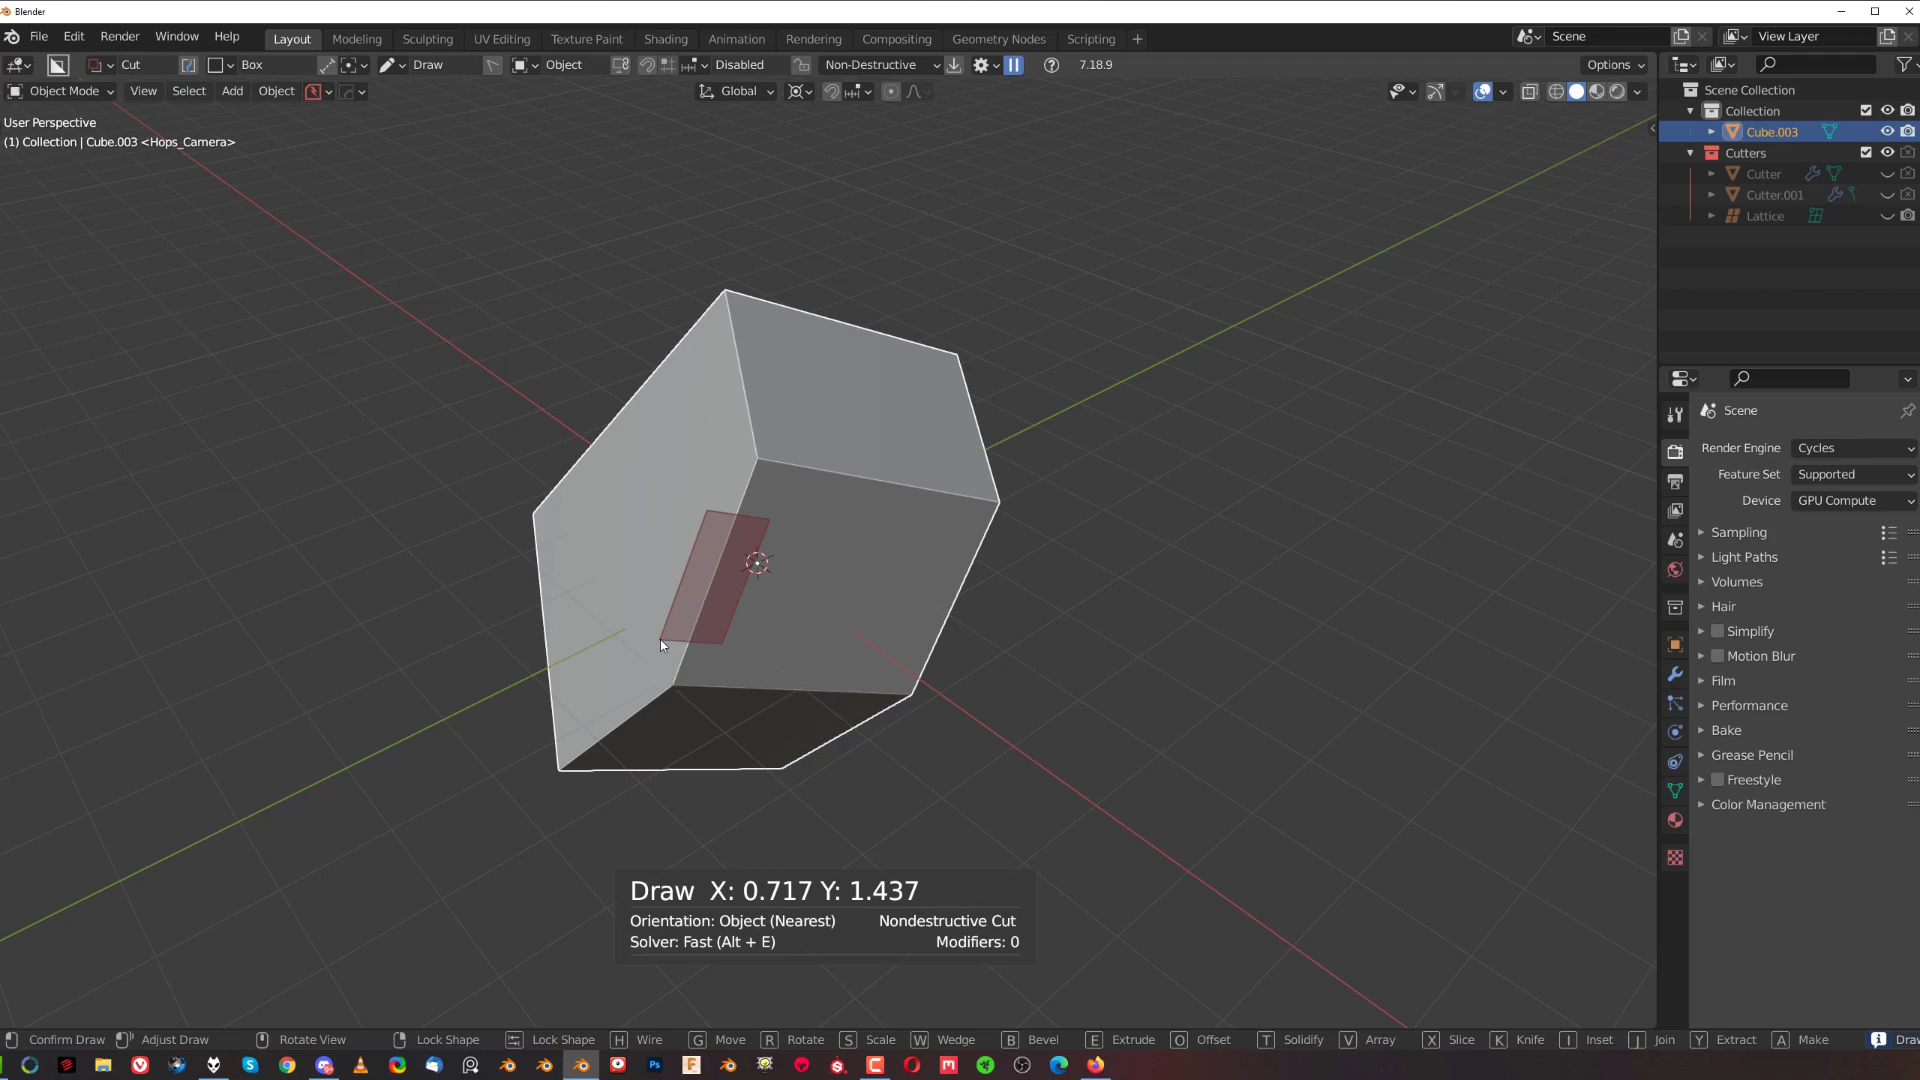 Blender
File Edit Render Window Help Layout Modeling Sculpting UV Editing Texture Paint Shading Animation Rendering Compositing Geometry Nodes Scripting + Scene View Layer
Cut Box Draw Object Disabled Non-Destructive 7.18.9 Options
Object Mode View Select Add Object Global
User Perspective
(1) Collection | Cube.003 <Hops_Camera>
Scene Collection
Collection
Cube.003
Cutters
Cutter
Cutter.001
Lattice
Scene
Render Engine Cycles
Feature Set Supported
Device GPU Compute
Sampling
Light Paths
Volumes
Hair
Simplify
Motion Blur
Film
Performance
Bake
Grease Pencil
Freestyle
Color Management
Draw X: 0.717 Y: 1.437
Orientation: Object (Nearest) Nondestructive Cut
Solver: Fast (Alt + E) Modifiers: 0
Confirm Draw Adjust Draw Rotate View Lock Shape Lock Shape H Wire G Move R Rotate S Scale W Wedge B Bevel E Extrude O Offset T Solidify V Array X Slice K Knife I Inset J Join Y Extract A Make Draw